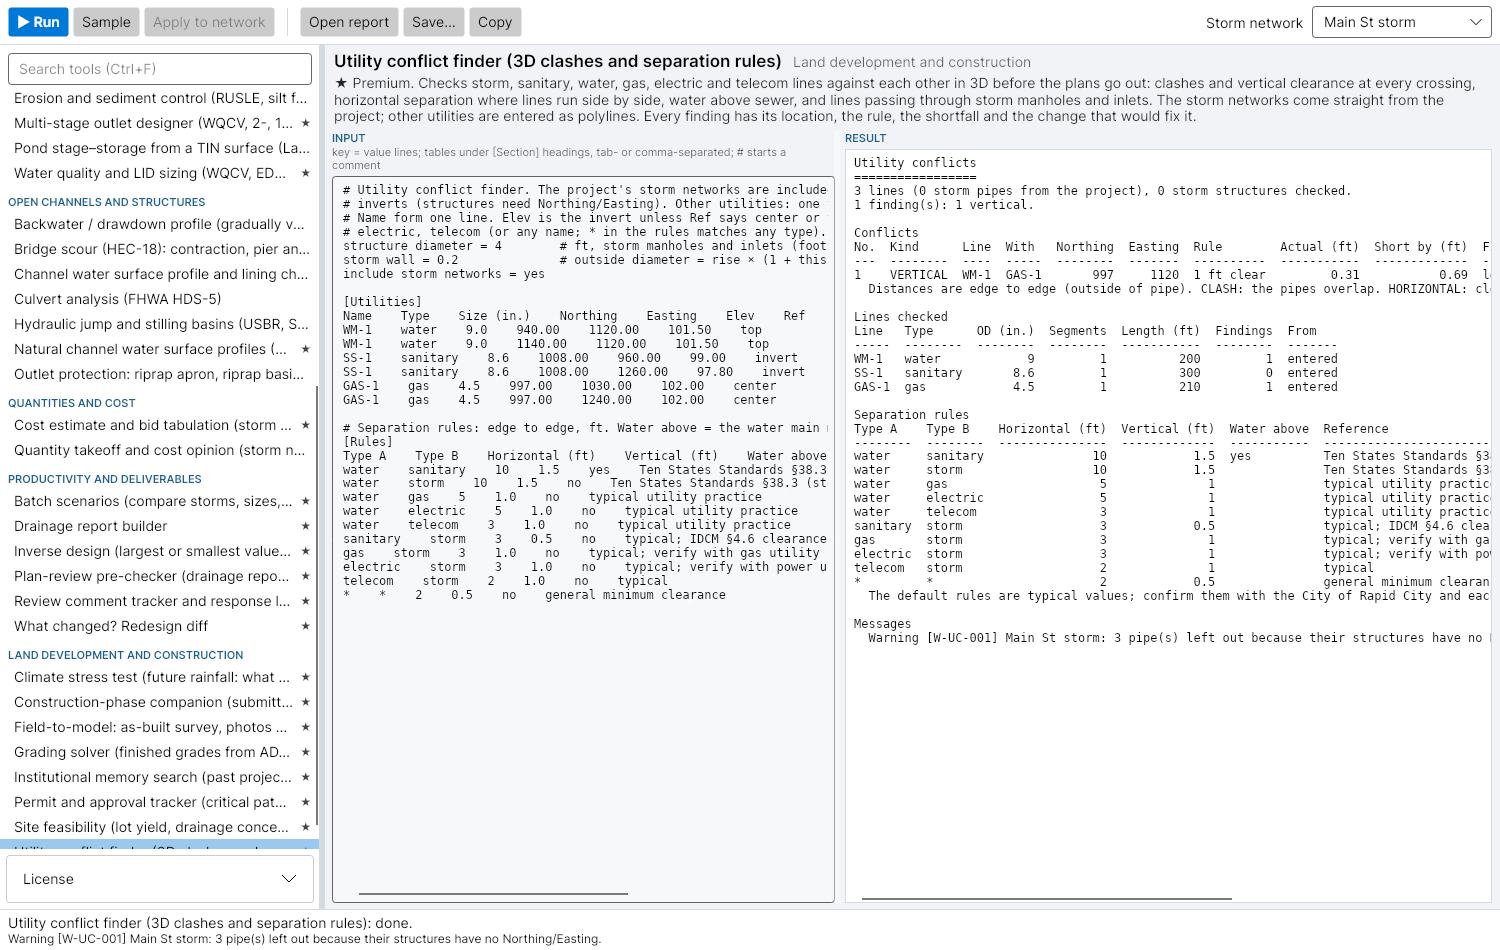 Run
Sample
Apply to network
Open report
Save...
Copy
Storm network
Main St storm
Search tools (Ctrl+F)
Erosion and sediment control (RUSLE, silt f...
Multi-stage outlet designer (WQCV, 2-, 1... ★
Pond stage–storage from a TIN surface (La...
Water quality and LID sizing (WQCV, ED... ★
OPEN CHANNELS AND STRUCTURES
Backwater / drawdown profile (gradually v...
Bridge scour (HEC-18): contraction, pier an...
Channel water surface profile and lining ch...
Culvert analysis (FHWA HDS-5)
Hydraulic jump and stilling basins (USBR, S...
Natural channel water surface profiles (... ★
Outlet protection: riprap apron, riprap basi...
QUANTITIES AND COST
Cost estimate and bid tabulation (storm ... ★
Quantity takeoff and cost opinion (storm n...
PRODUCTIVITY AND DELIVERABLES
Batch scenarios (compare storms, sizes,... ★
Drainage report builder ★
Inverse design (largest or smallest value... ★
Plan-review pre-checker (drainage repo... ★
Review comment tracker and response l... ★
What changed? Redesign diff ★
LAND DEVELOPMENT AND CONSTRUCTION
Climate stress test (future rainfall: what ... ★
Construction-phase companion (submitt... ★
Field-to-model: as-built survey, photos ... ★
Grading solver (finished grades from AD... ★
Institutional memory search (past projec... ★
Permit and approval tracker (critical pat... ★
Site feasibility (lot yield, drainage conce... ★
License
Utility conflict finder (3D clashes and separation rules) Land development and construction
★ Premium. Checks storm, sanitary, water, gas, electric and telecom lines against each other in 3D before the plans go out: clashes and vertical clearance at every crossing,
horizontal separation where lines run side by side, water above sewer, and lines passing through storm manholes and inlets. The storm networks come straight from the
project; other utilities are entered as polylines. Every finding has its location, the rule, the shortfall and the change that would fix it.
INPUT
key = value lines; tables under [Section] headings, tab- or comma-separated; # starts a
comment
# Utility conflict finder. The project's storm networks are include
# inverts (structures need Northing/Easting). Other utilities: one
# Name form one line. Elev is the invert unless Ref says center or
# electric, telecom (or any name; * in the rules matches any type).
structure diameter = 4 # ft, storm manholes and inlets (foot
storm wall = 0.2 # outside diameter = rise × (1 + this
include storm networks = yes
[Utilities]
Name Type Size (in.) Northing Easting Elev Ref
WM-1 water 9.0 940.00 1120.00 101.50 top
WM-1 water 9.0 1140.00 1120.00 101.50 top
SS-1 sanitary 8.6 1008.00 960.00 99.00 invert
SS-1 sanitary 8.6 1008.00 1260.00 97.80 invert
GAS-1 gas 4.5 997.00 1030.00 102.00 center
GAS-1 gas 4.5 997.00 1240.00 102.00 center
# Separation rules: edge to edge, ft. Water above = the water main
[Rules]
Type A Type B Horizontal (ft) Vertical (ft) Water above
water sanitary 10 1.5 yes Ten States Standards §38.3
water storm 10 1.5 no Ten States Standards §38.3 (st
water gas 5 1.0 no typical utility practice
water electric 5 1.0 no typical utility practice
water telecom 3 1.0 no typical utility practice
sanitary storm 3 0.5 no typical; IDCM §4.6 clearance
gas storm 3 1.0 no typical; verify with gas utility
electric storm 3 1.0 no typical; verify with power u
telecom storm 2 1.0 no typical
* * 2 0.5 no general minimum clearance
RESULT
Utility conflicts
=================
3 lines (0 storm pipes from the project), 0 storm structures checked.
1 finding(s): 1 vertical.
Conflicts
No. Kind Line With Northing Easting Rule Actual (ft) Short by (ft) F
--- -------- ---- ----- -------- ------- ---------- ----------- ------------- --
1 VERTICAL WM-1 GAS-1 997 1120 1 ft clear 0.31 0.69
Distances are edge to edge (outside of pipe). CLASH: the pipes overlap. HORIZONTAL: cl
Lines checked
Line Type OD (in.) Segments Length (ft) Findings From
----- -------- -------- -------- ----------- -------- -------
WM-1 water 9 1 200 1 entered
SS-1 sanitary 8.6 1 300 0 entered
GAS-1 gas 4.5 1 210 1 entered
Separation rules
Type A Type B Horizontal (ft) Vertical (ft) Water above Reference
-------- -------- --------------- ------------- ----------- -----------------------
water sanitary 10 1.5 yes Ten States Standards §3
water storm 10 1.5 Ten States Standards §3
water gas 5 1 typical utility practic
water electric 5 1 typical utility practic
water telecom 3 1 typical utility practic
sanitary storm 3 0.5 typical; IDCM §4.6 clea
gas storm 3 1 typical; verify with ga
electric storm 3 1 typical; verify with po
telecom storm 2 1 typical
* * 2 0.5 general minimum clearan
The default rules are typical values; confirm them with the City of Rapid City and eac
Messages
Warning [W-UC-001] Main St storm: 3 pipe(s) left out because their structures have no
Utility conflict finder (3D clashes and separation rules): done.
Warning [W-UC-001] Main St storm: 3 pipe(s) left out because their structures have no Northing/Easting.